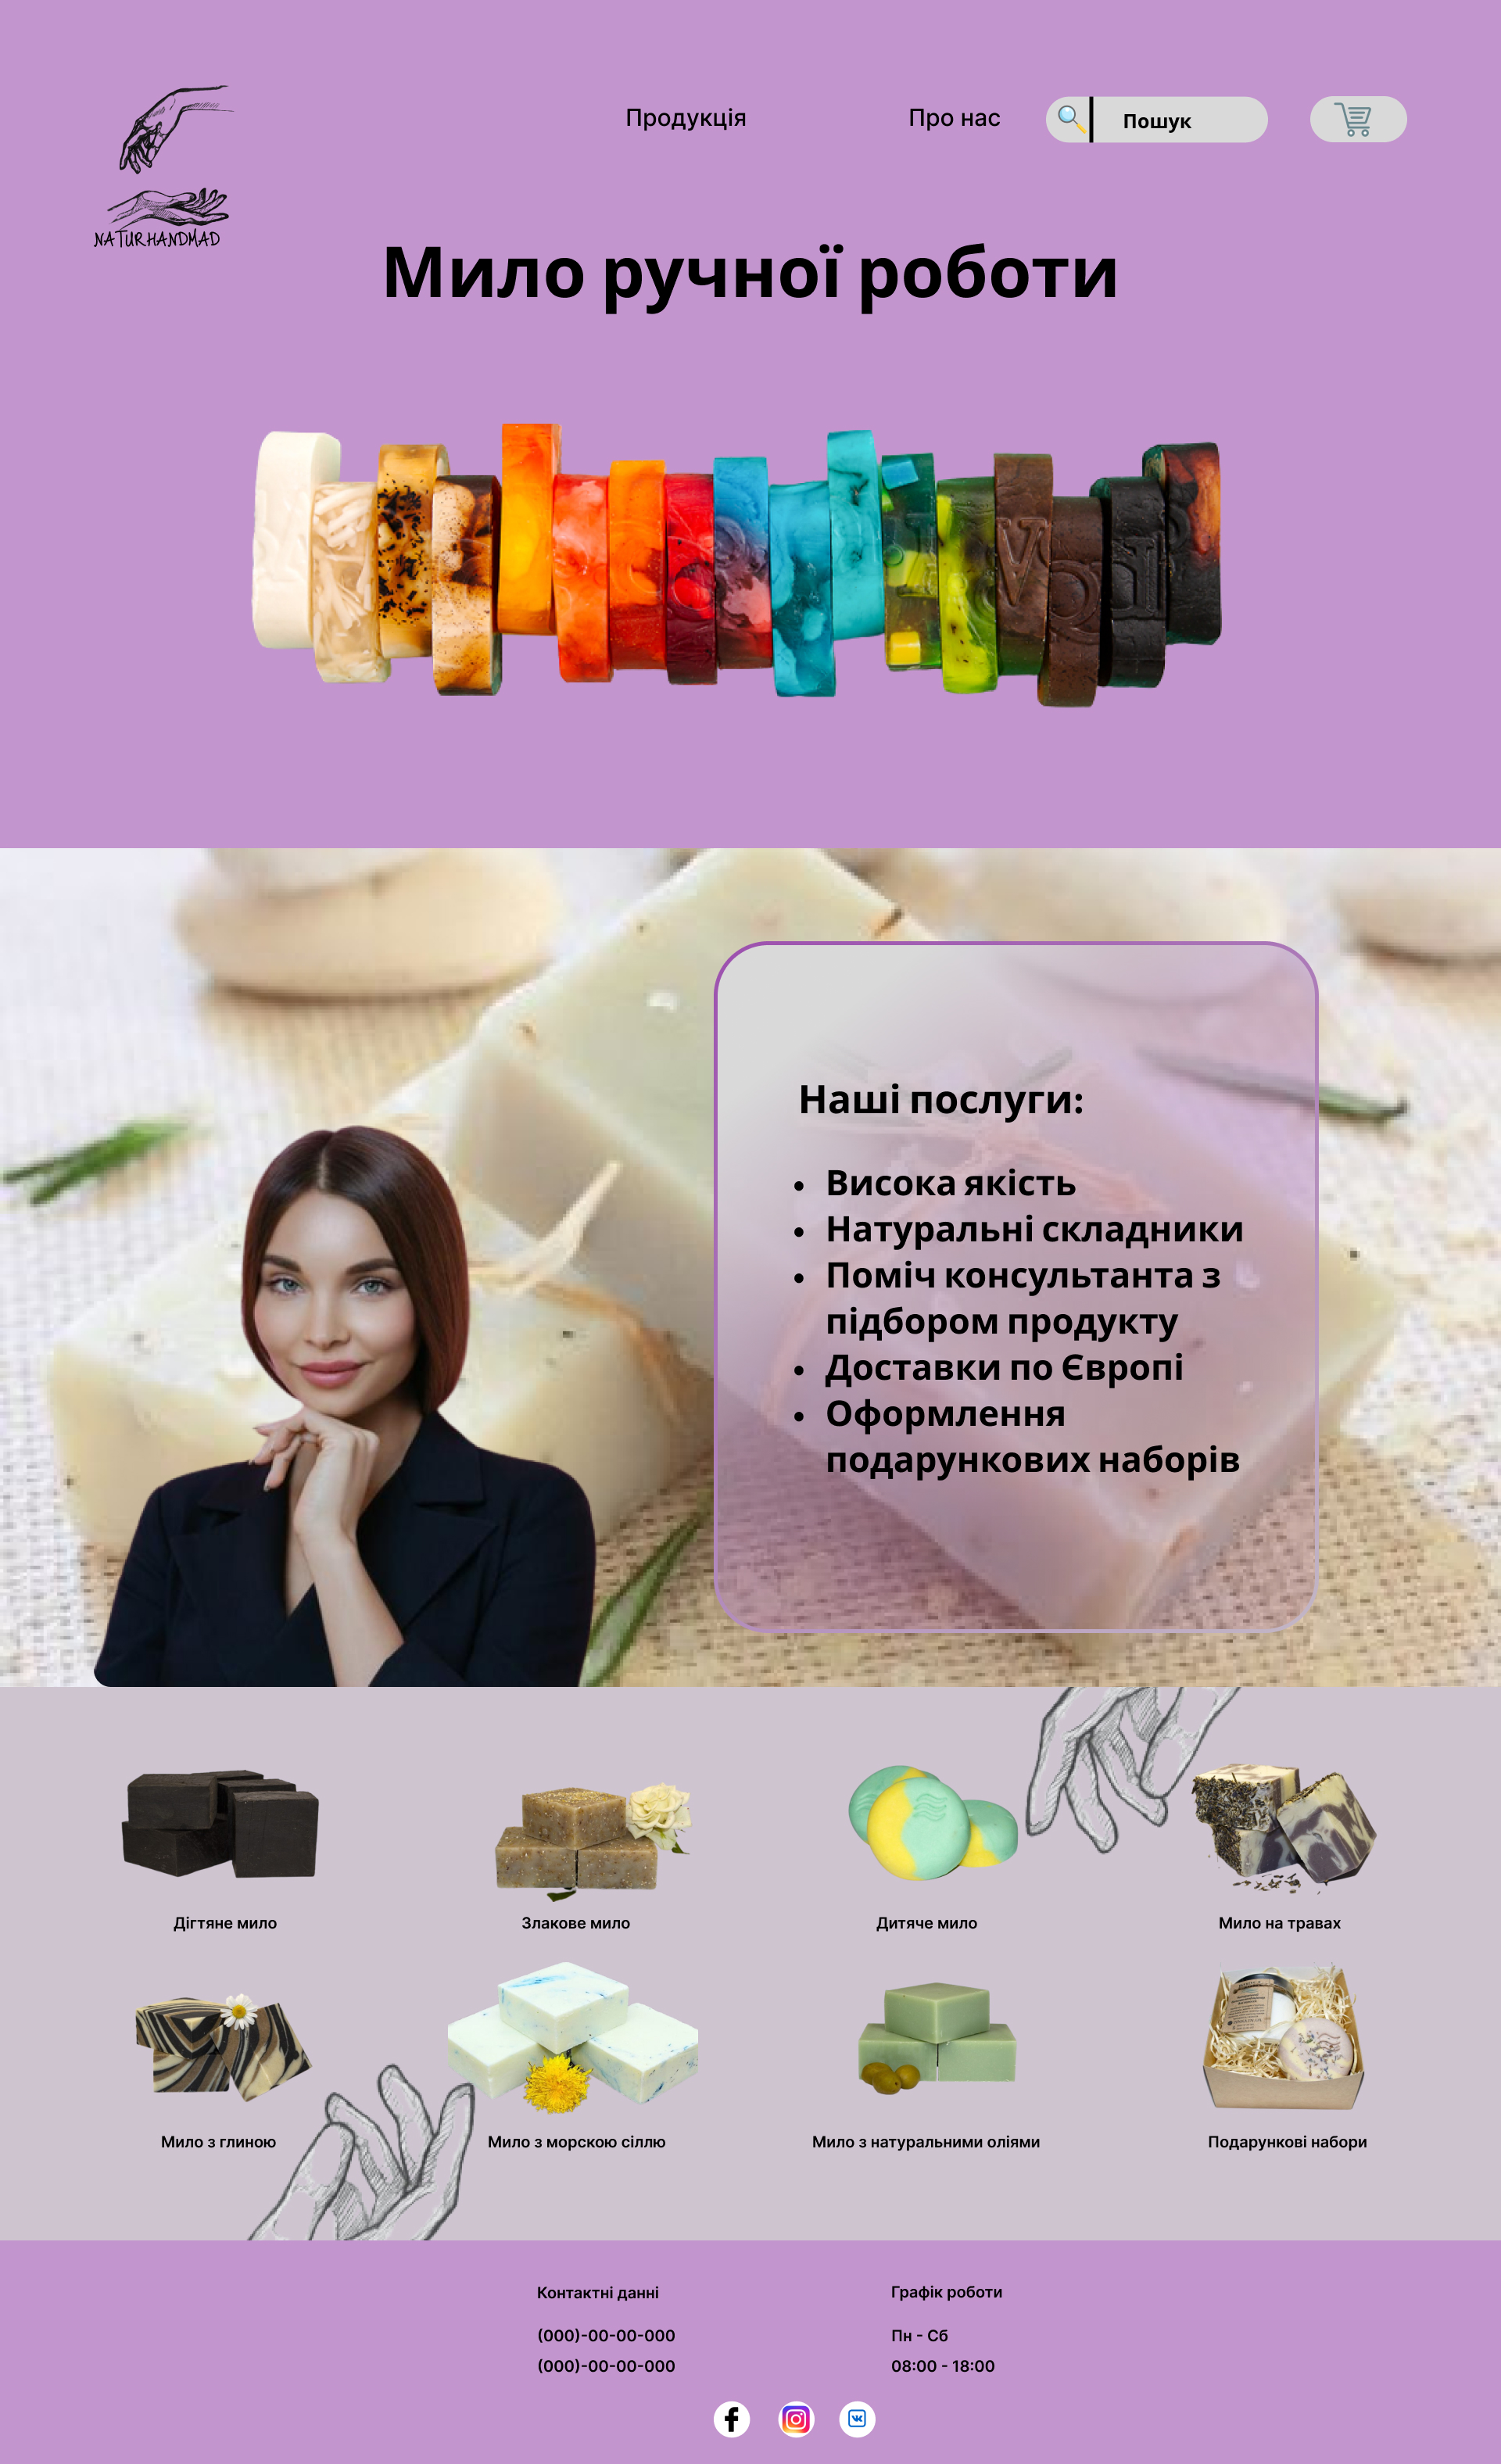 Продукція
Про нас
Пошук
NATURHANDMAD
Мило ручної роботи
Наші послуги:
• Висока якість
• Натуральні складники
• Поміч консультанта з
підбором продукту
• Доставки по Європі
• Оформлення
подарункових наборів
Дігтяне мило
Злакове мило
Дитяче мило
Мило на травах
Мило з глиною
Мило з морскою сіллю
Мило з натуральними оліями
Подарункові набори
Контактні данні
(000)-00-00-000
(000)-00-00-000
Графік роботи
Пн - Сб
08:00 - 18:00